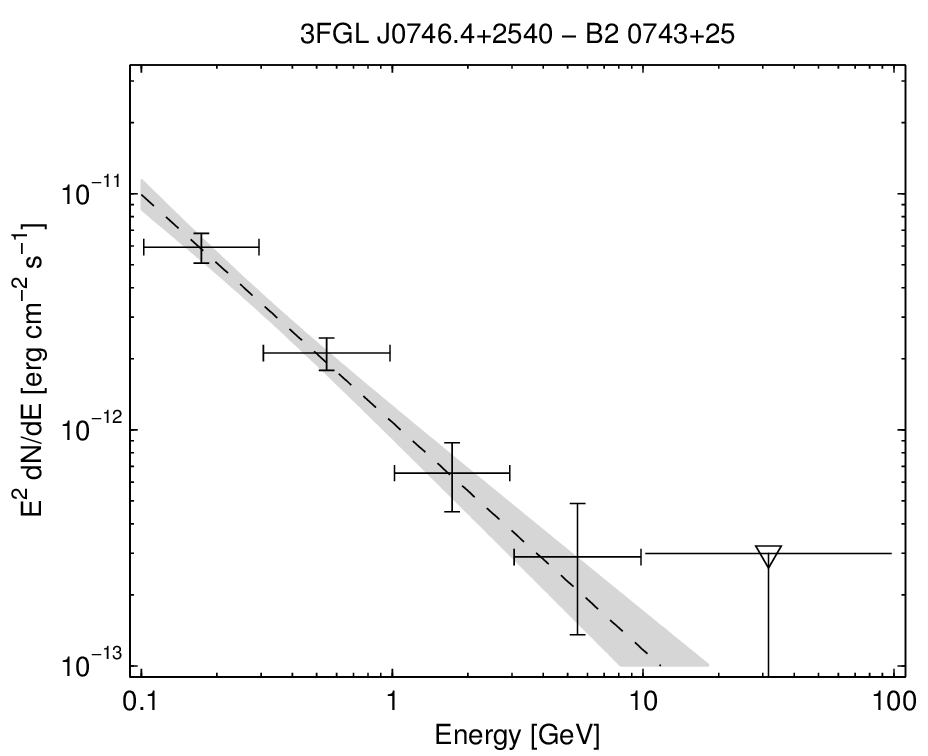 3FGL J0746.4+2540 − B2 0743+25
E² dN/dE [erg cm⁻² s⁻¹]
10⁻¹¹
10⁻¹²
10⁻¹³
0.1 1 10 100
Energy [GeV]